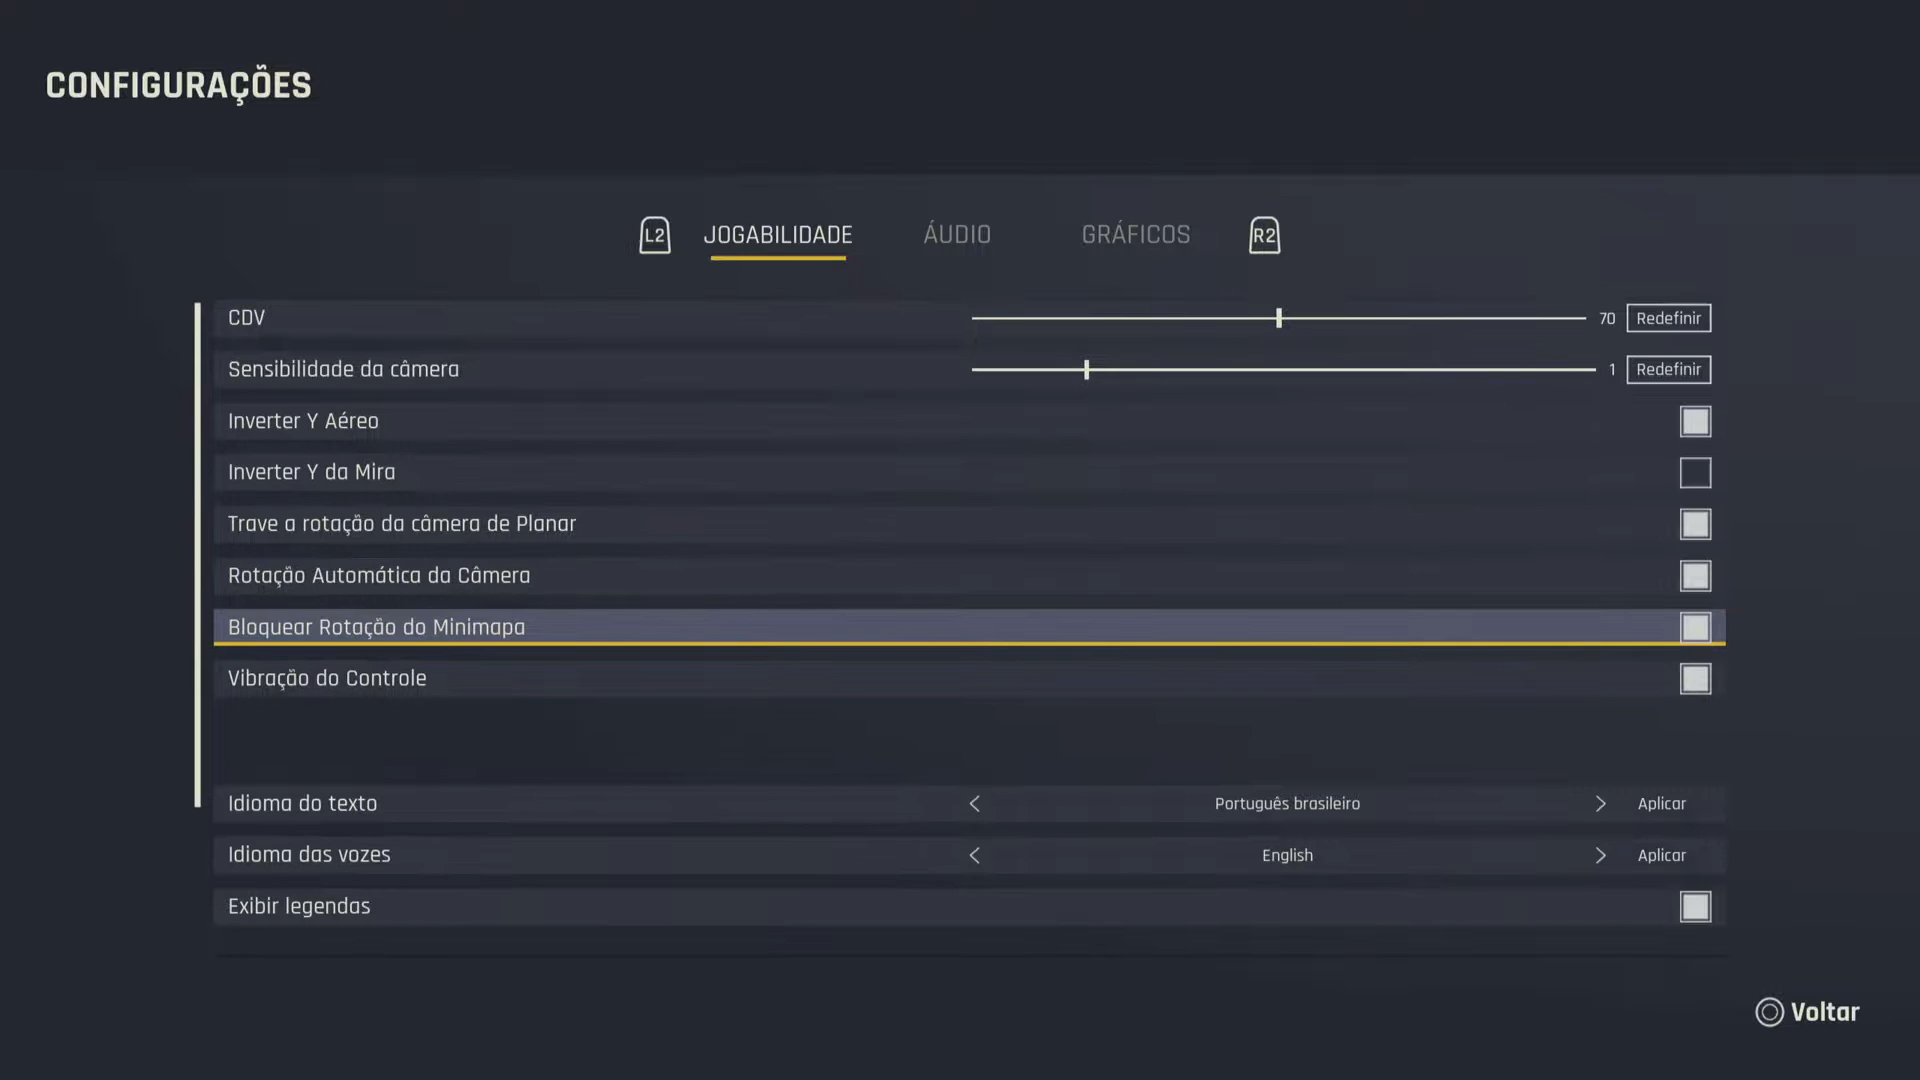 CONFIGURAÇÕES
L2 JOGABILIDADE ÁUDIO GRÁFICOS R2
CDV 70 Redefinir
Sensibilidade da câmera 1 Redefinir
Inverter Y Aéreo
Inverter Y da Mira
Trave a rotação da câmera de Planar
Rotação Automática da Câmera
Bloquear Rotação do Minimapa
Vibração do Controle
Idioma do texto < Português brasileiro > Aplicar
Idioma das vozes < English > Aplicar
Exibir legendas
Voltar